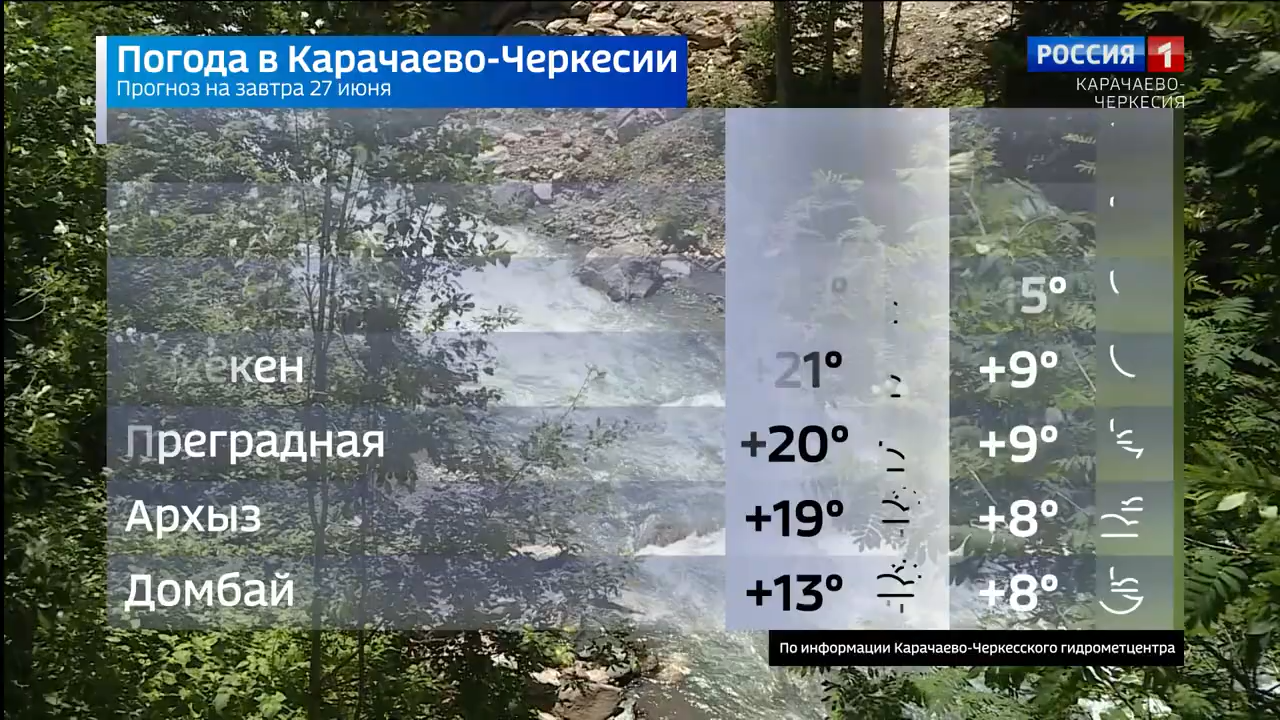 Погода в Карачаево-Черкесии
Прогноз на завтра 27 июня
РОССИЯ 1
КАРАЧАЕВО-
ЧЕРКЕСИЯ
5°
+21° +9°
Преградная +20° +9°
Архыз +19° +8°
Домбай +13° +8°
По информации Карачаево-Черкесского гидрометцентра